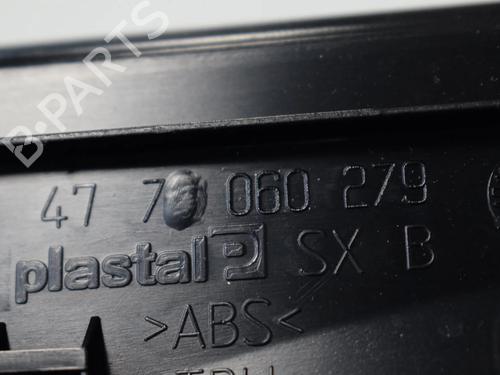 B-PARTS
47 7 060 279
plastal SX B
>ABS<